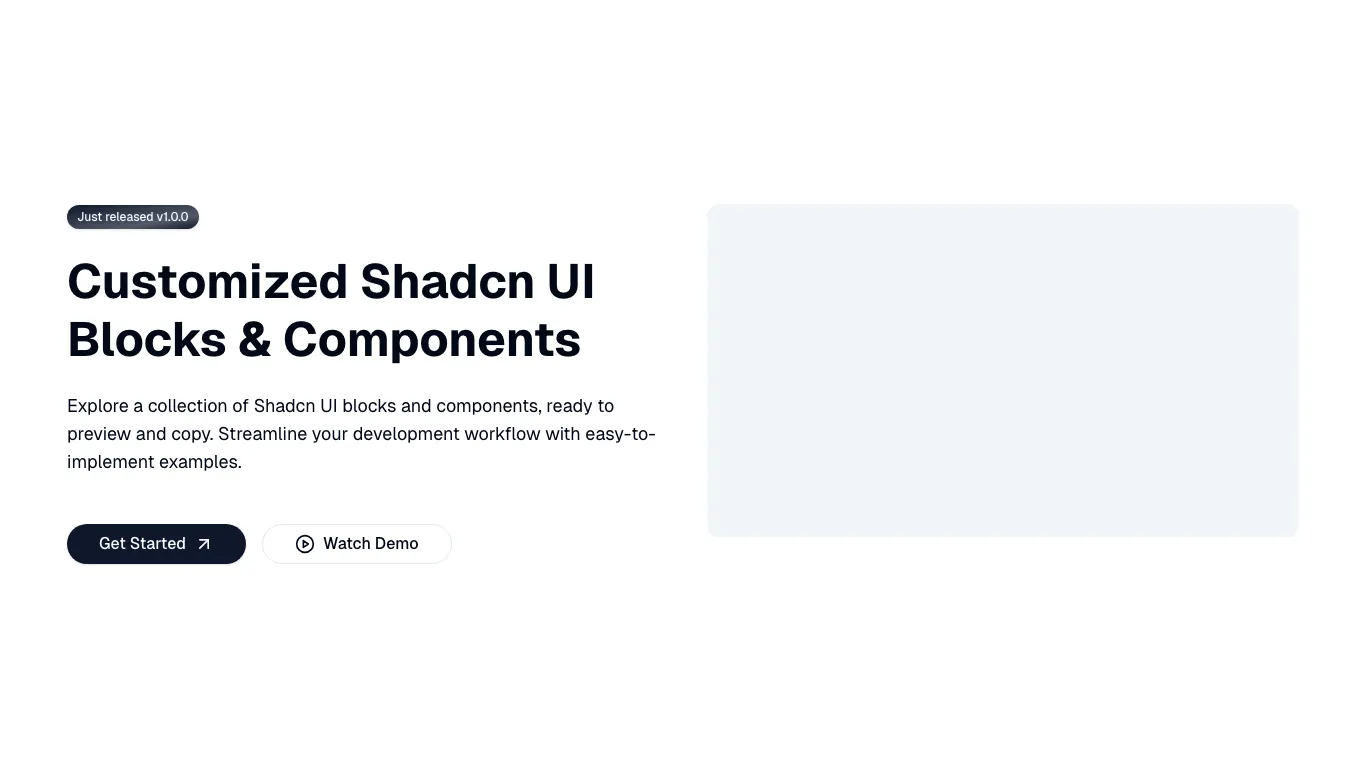 Just released v1.0.0
Customized Shadcn UI
Blocks & Components
Explore a collection of Shadcn UI blocks and components, ready to
preview and copy. Streamline your development workflow with easy-to-
implement examples.
Get Started
Watch Demo